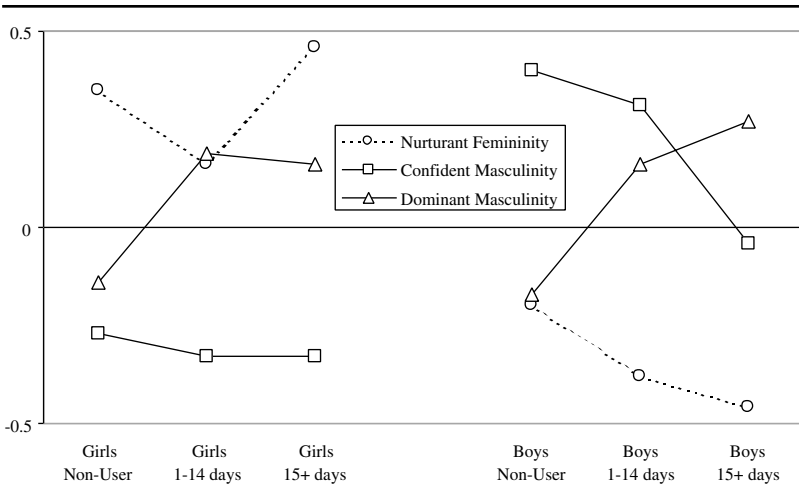 0.5
Nurturant Femininity
Confident Masculinity
Dominant Masculinity
0
-0.5
Girls Girls Girls Boys Boys Boys
Non-User 1-14 days 15+ days Non-User 1-14 days 15+ days